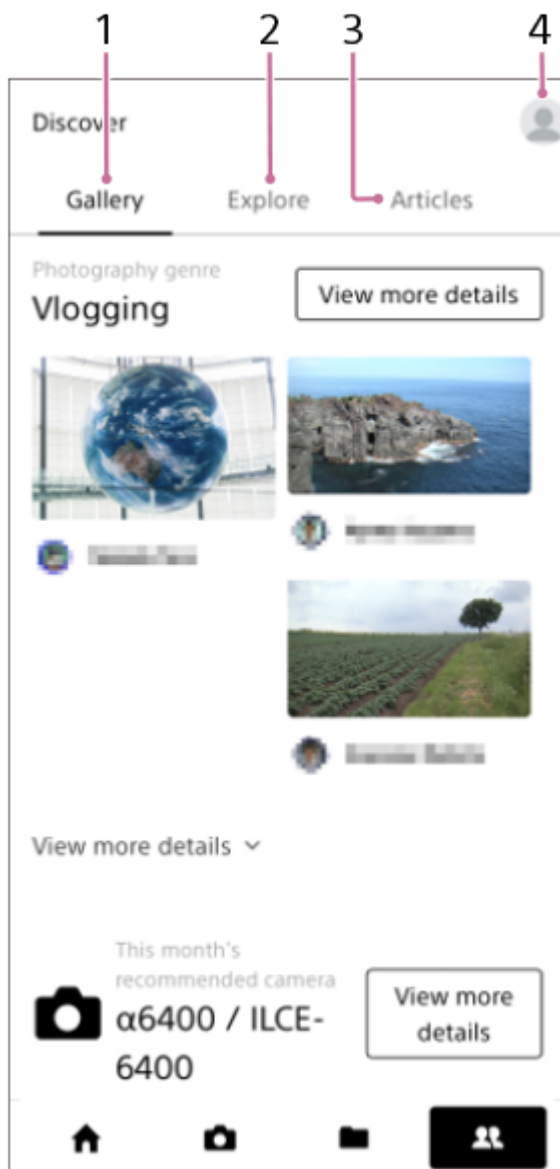 1 2 3 4
Discover
Gallery Explore Articles
Photography genre
Vlogging
View more details
View more details
This month's
recommended camera
α6400 / ILCE-
6400
View more
details